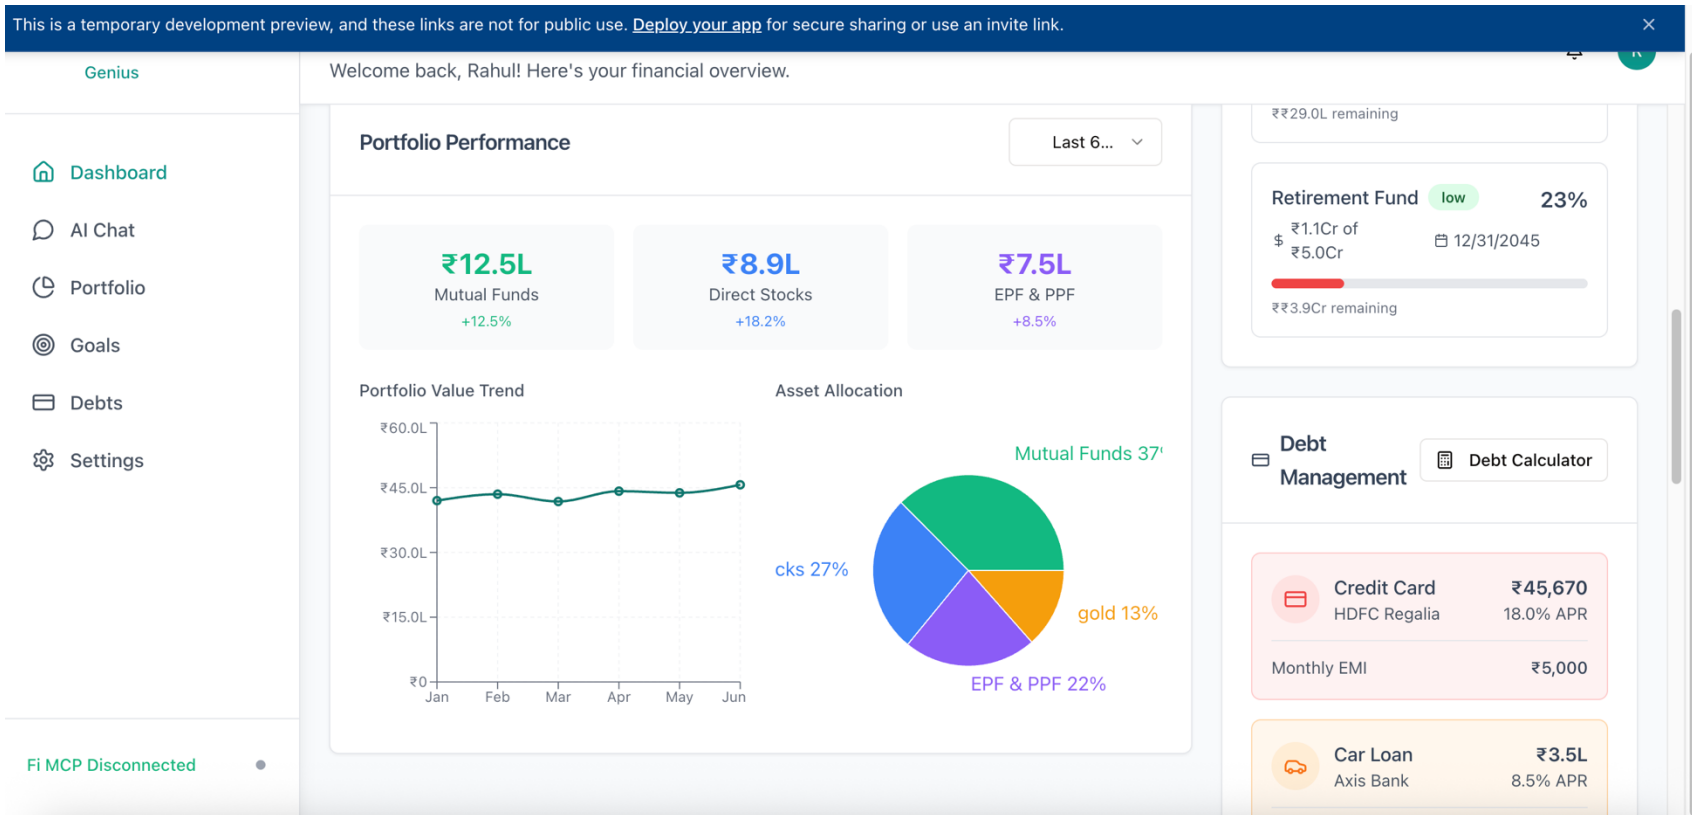 This is a temporary development preview, and these links are not for public use. Deploy your app for secure sharing or use an invite link.
Genius
Welcome back, Rahul! Here's your financial overview.
R
Dashboard
AI Chat
Portfolio
Goals
Debts
Settings
Fi MCP Disconnected
Portfolio Performance
Last 6...
₹12.5L
Mutual Funds
+12.5%
₹8.9L
Direct Stocks
+18.2%
₹7.5L
EPF & PPF
+8.5%
Portfolio Value Trend
₹60.0L
₹45.0L
₹30.0L
₹15.0L
₹0
Jan Feb Mar Apr May Jun
Asset Allocation
Mutual Funds 37
cks 27%
gold 13%
EPF & PPF 22%
₹₹29.0L remaining
Retirement Fund low 23%
$ ₹1.1Cr of
₹5.0Cr
12/31/2045
₹₹3.9Cr remaining
Debt
Management
Debt Calculator
Credit Card ₹45,670
HDFC Regalia 18.0% APR
Monthly EMI ₹5,000
Car Loan ₹3.5L
Axis Bank 8.5% APR